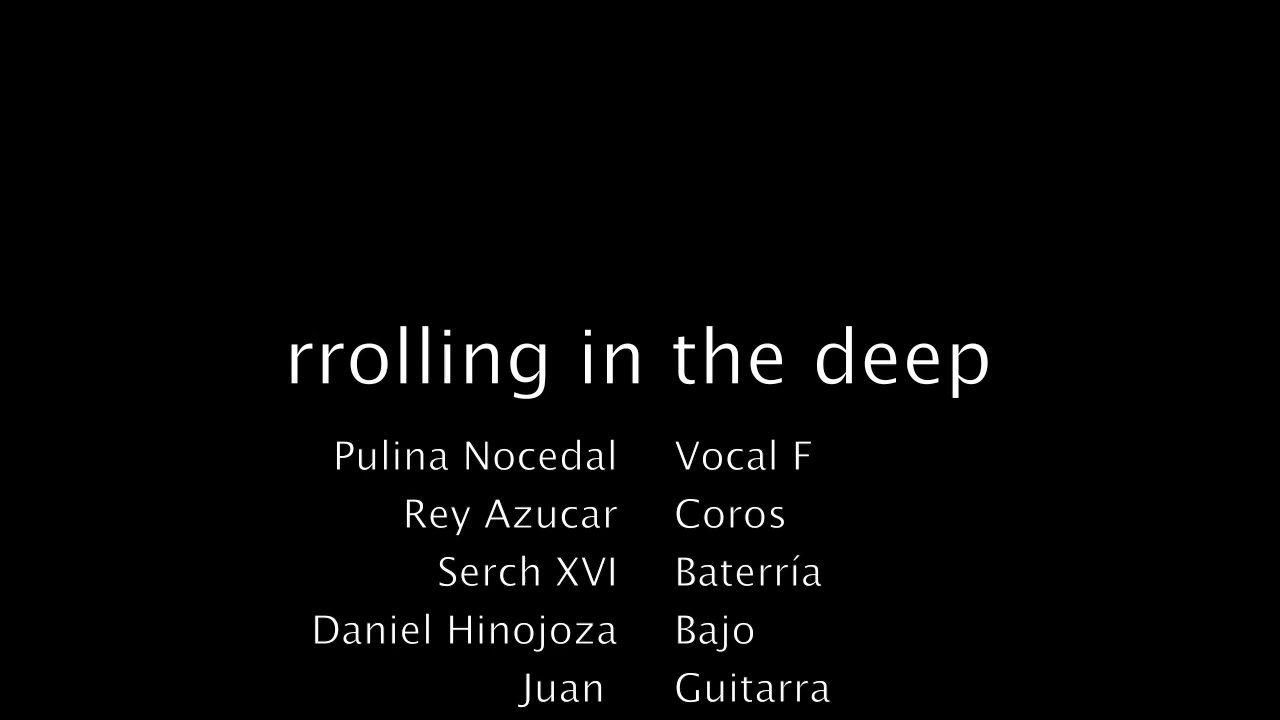 rrolling in the deep
Pulina Nocedal Vocal F
Rey Azucar Coros
Serch XVI Baterría
Daniel Hinojoza Bajo
Juan Guitarra